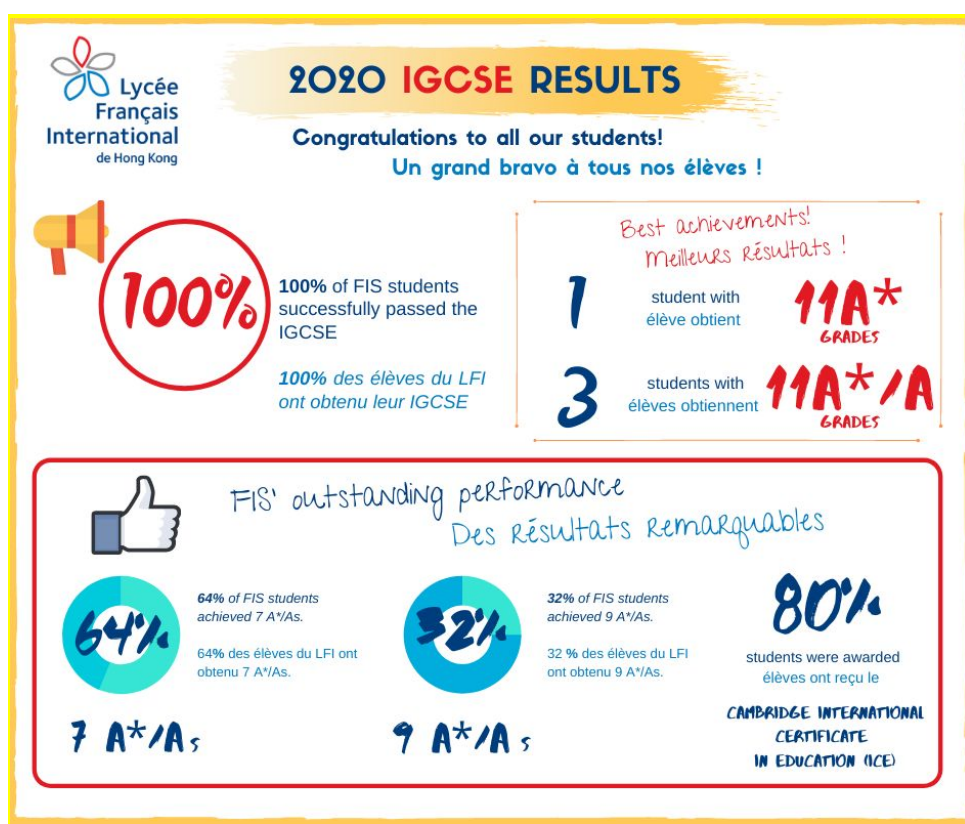 Lycée
Français
International
de Hong Kong
2020 IGCSE RESULTS
Congratulations to all our students!
Un grand bravo à tous nos élèves !
100%
100% of FIS students
successfully passed the
IGCSE
100% des élèves du LFI
ont obtenu leur IGCSE
Best achievements!
Meilleurs Résultats !
1
student with
élève obtient
11A*
GRADES
3
students with
élèves obtiennent
11A*/A
GRADES
FIS' outstanding performance
Des Résultats Remarquables
64%
64% of FIS students
achieved 7 A*/As.
64% des élèves du LFI ont
obtenu 7 A*/As.
7 A*/As
32%
32% of FIS students
achieved 9 A*/As.
32 % des élèves du LFI
ont obtenu 9 A*/As.
9 A*/As
80%
students were awarded
élèves ont reçu le
CAMBRIDGE INTERNATIONAL
CERTIFICATE
IN EDUCATION (ICE)